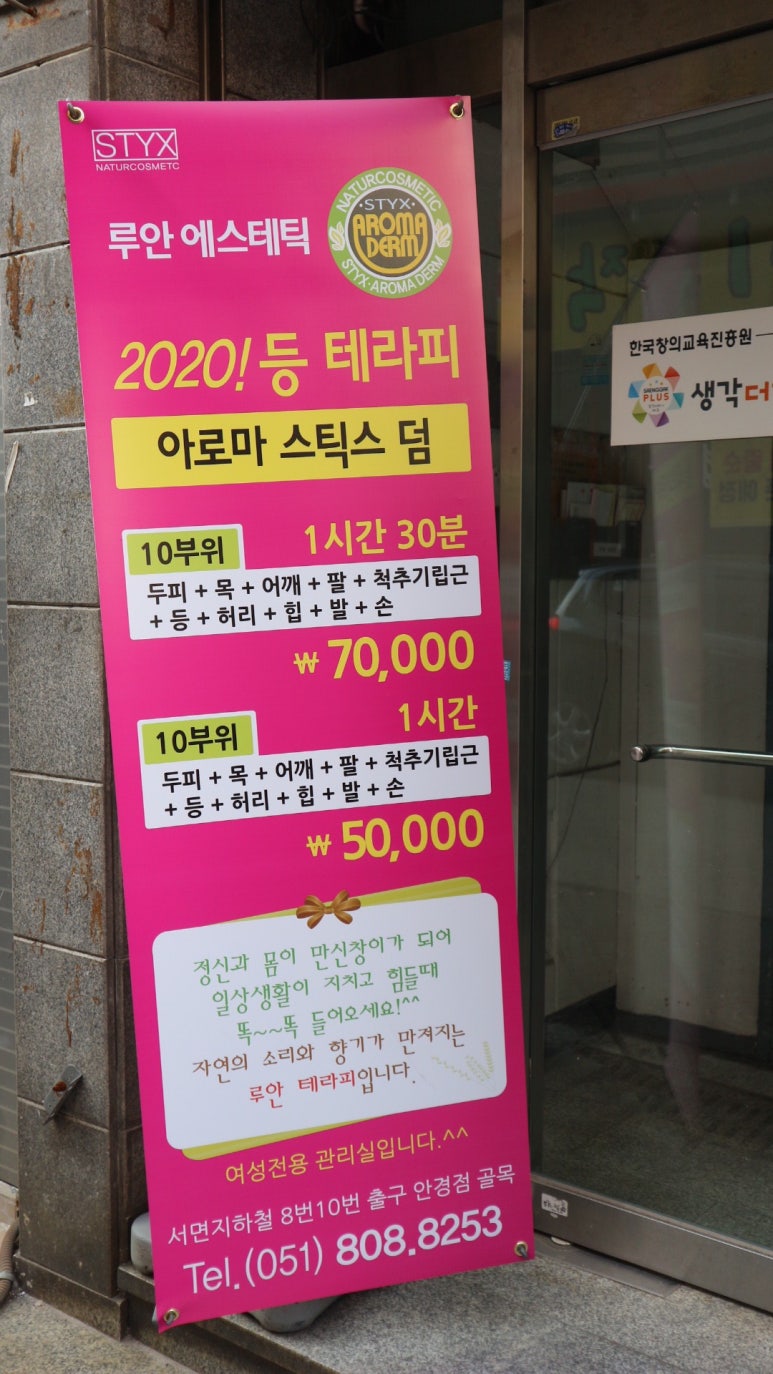 STYX
NATURCOSMETC
루안 에스테틱
NATURCOSMETIC
·STYX·
AROMA
DERM
STYX·AROMA DERM
2020! 등 테라피
아로마 스틱스 덤
10부위 1시간 30분
두피 + 목 + 어깨 + 팔 + 척추기립근
+ 등 + 허리 + 힙 + 발 + 손
₩ 70,000
10부위 1시간
두피 + 목 + 어깨 + 팔 + 척추기립근
+ 등 + 허리 + 힙 + 발 + 손
₩ 50,000
정신과 몸이 만신창이가 되어
일상생활이 지치고 힘들때
똑~~똑 들어오세요!^^
자연의 소리와 향기가 만져지는
루안 테라피입니다.
여성전용 관리실입니다.^^
서면지하철 8번10번 출구 안경점 골목
Tel.(051) 808.8253
한국창의교육진흥원
PLUS
생각더